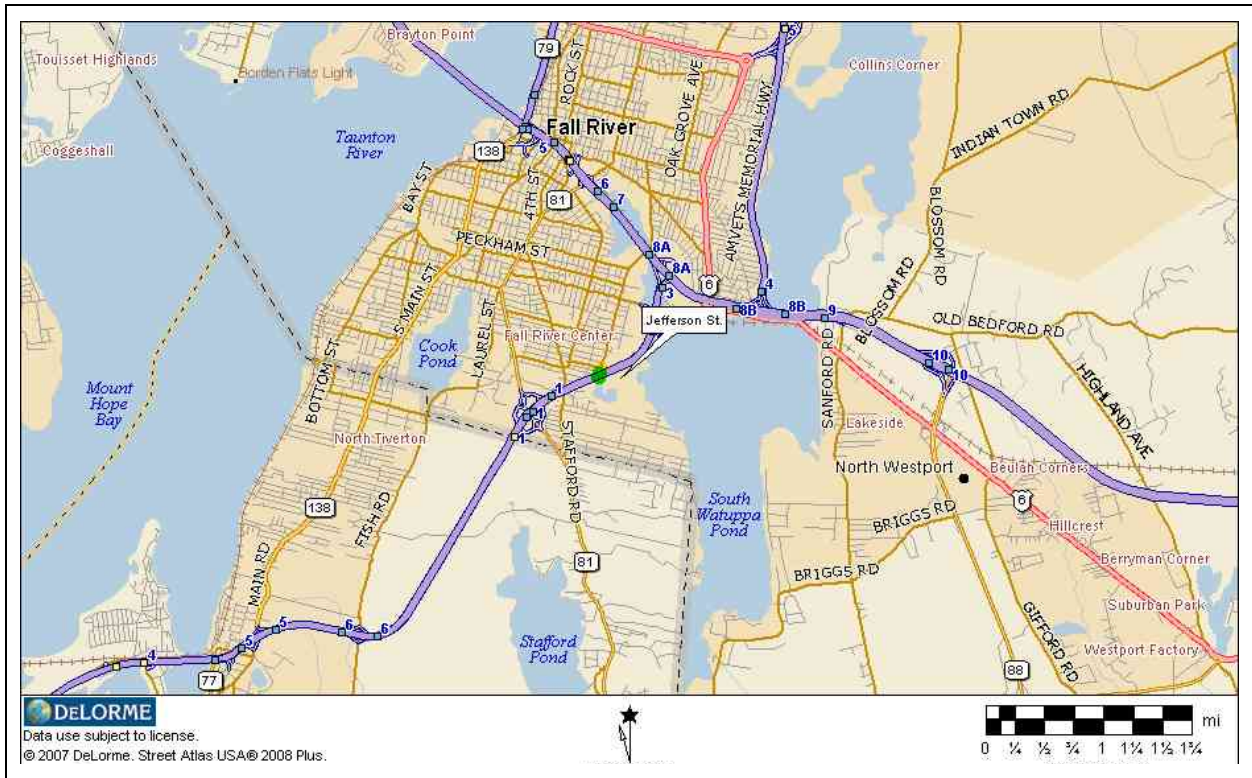 Brayton Point
Touisset Highlands
79
ROCK ST
5
Collins Corner
Borden Flats Light
OAK GROVE AVE
AMVETS MEMORIAL HWY
INDIAN TOWN RD
Taunton
River
Fall River
138
5
7
Coggeshall
BAY ST
4TH ST
81
6
7
BLOSSOM RD
PECKHAM ST
8A
8A
3
6
4
8B
8B
9
BLOSSOM RD
OLD BEDFORD RD
S MAIN ST
LAUREL ST
Jefferson St.
Fall River Center
Cook
Pond
10
10
SANFORD RD
HIGHLAND AVE
BOTTOM ST
Mount
Hope
Bay
1
1
1
STAFFORD RD
Lakeside
North Tiverton
North Westport
Beulah Corners
South
Watuppa
Pond
6
138
FISH RD
BRIGGS RD
Hillcrest
81
BRIGGS RD
Berryman Corner
MAIN RD
Suburban Park
GIFFORD RD
5
5
6
6
Stafford
Pond
Westport Factory
4
77
88
DELORME
Data use subject to license.
© 2007 DeLorme. Street Atlas USA® 2008 Plus.
mi
0 ¼ ½ ¾ 1 1¼ 1½ 1¾